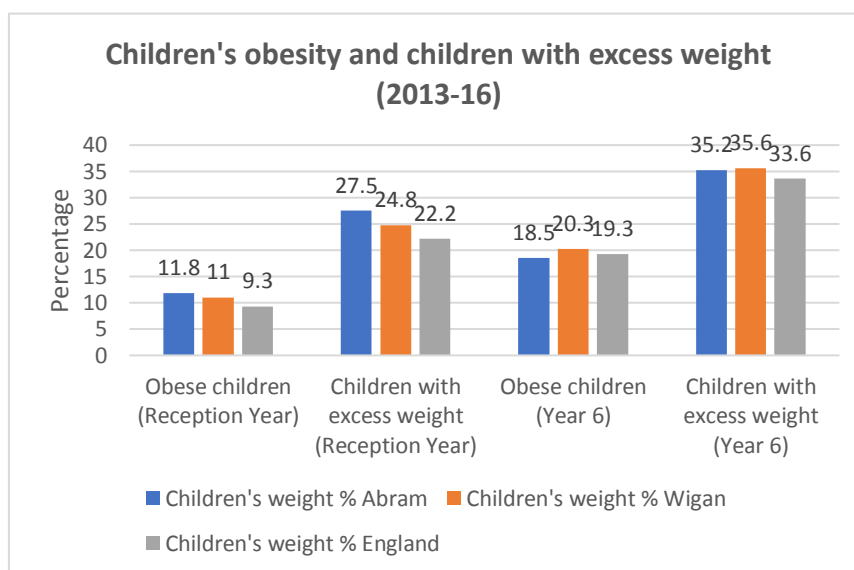 Children's obesity and children with excess weight
(2013-16)
Percentage
40
35
30
25
20
15
10
5
0
11.8
11
9.3
27.5
24.8
22.2
18.5
20.3
19.3
35.2
35.6
33.6
Obese children
(Reception Year)
Children with
excess weight
(Reception Year)
Obese children
(Year 6)
Children with
excess weight
(Year 6)
Children's weight % Abram
Children's weight % Wigan
Children's weight % England